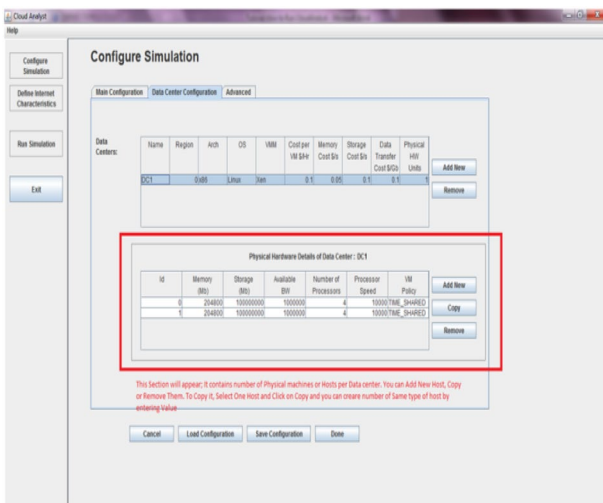 Cloud Analyst
Help
Configure Simulation
Configure
Simulation
Define Internet
Characteristics
Run Simulation
Exit
Main Configuration Data Center Configuration Advanced
Data
Centers:
Name Region Arch OS VMM Cost per VM $/Hr Memory Cost $/s Storage Cost $/s Data Transfer Cost $/Gb Physical HW Units
DC1 0 x86 Linux Xen 0.1 0.05 0.1 0.1 1
Add New
Remove
Physical Hardware Details of Data Center : DC1
Id Memory (Mb) Storage (Mb) Available BW Number of Processors Processor Speed VM Policy
0 204800 100000000 1000000 4 10000 TIME_SHARED
1 204800 100000000 1000000 4 10000 TIME_SHARED
Add New
Copy
Remove
This Section will appear; It contains number of Physical machines or Hosts per Data center. You can Add New Host, Copy
or Remove Them. To Copy it, Select One Host and Click on Copy and you can creare number of Same type of host by
entering Value
Cancel Load Configuration Save Configuration Done